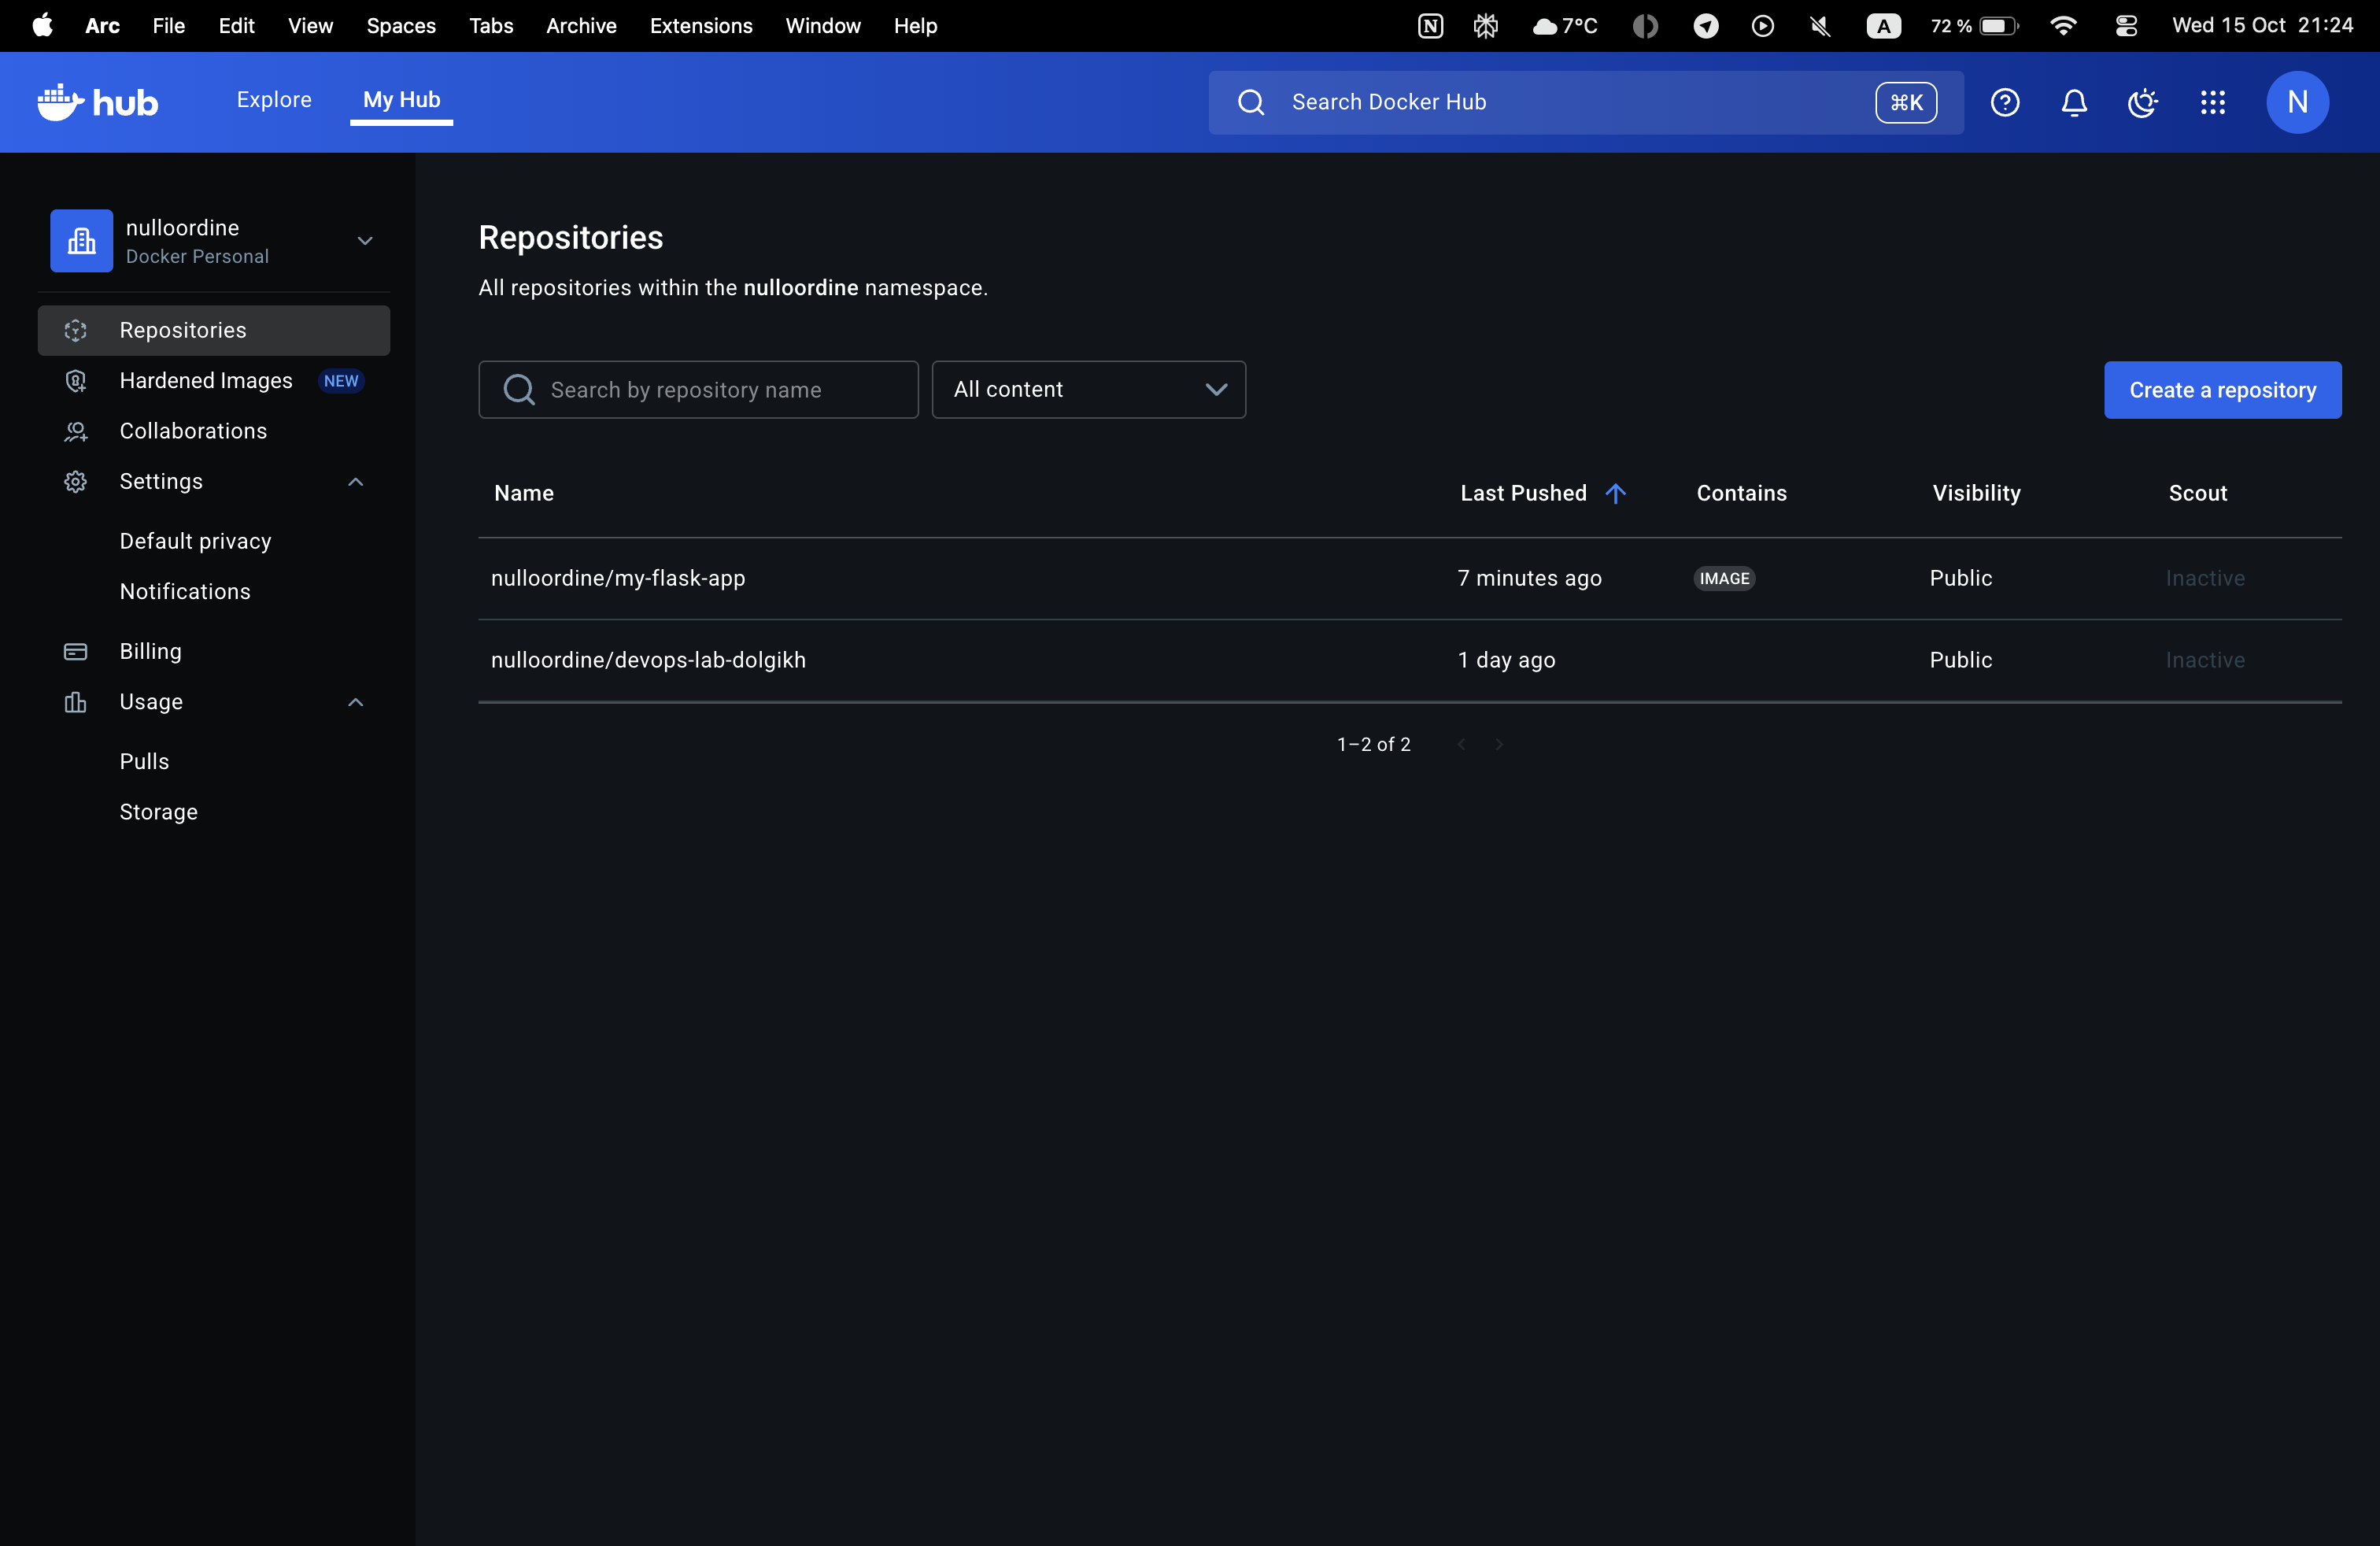 Arc File Edit View Spaces Tabs Archive Extensions Window Help N 7°C A 72 % Wed 15 Oct 21:24
hub Explore My Hub Search Docker Hub ⌘K N
nulloordine
Docker Personal
Repositories
Hardened Images NEW
Collaborations
Settings
Default privacy
Notifications
Billing
Usage
Pulls
Storage
Repositories
All repositories within the nulloordine namespace.
Search by repository name All content Create a repository
Name Last Pushed Contains Visibility Scout
nulloordine/my-flask-app 7 minutes ago IMAGE Public Inactive
nulloordine/devops-lab-dolgikh 1 day ago Public Inactive
1–2 of 2